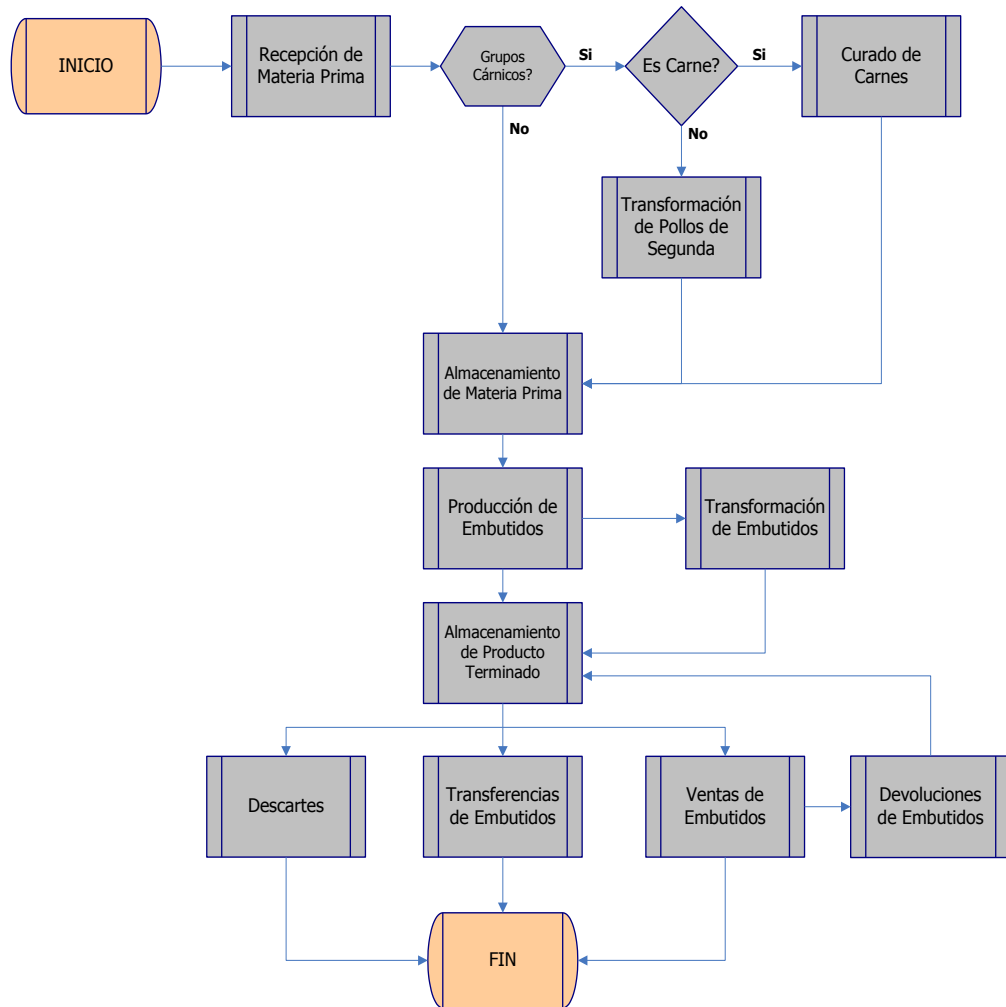 INICIO
Recepción de
Materia Prima
Grupos
Cárnicos?
Si
Es Carne?
Si
Curado de
Carnes
No
No
Transformación
de Pollos de
Segunda
Almacenamiento
de Materia Prima
Producción de
Embutidos
Transformación
de Embutidos
Almacenamiento
de Producto
Terminado
Descartes
Transferencias
de Embutidos
Ventas de
Embutidos
Devoluciones
de Embutidos
FIN